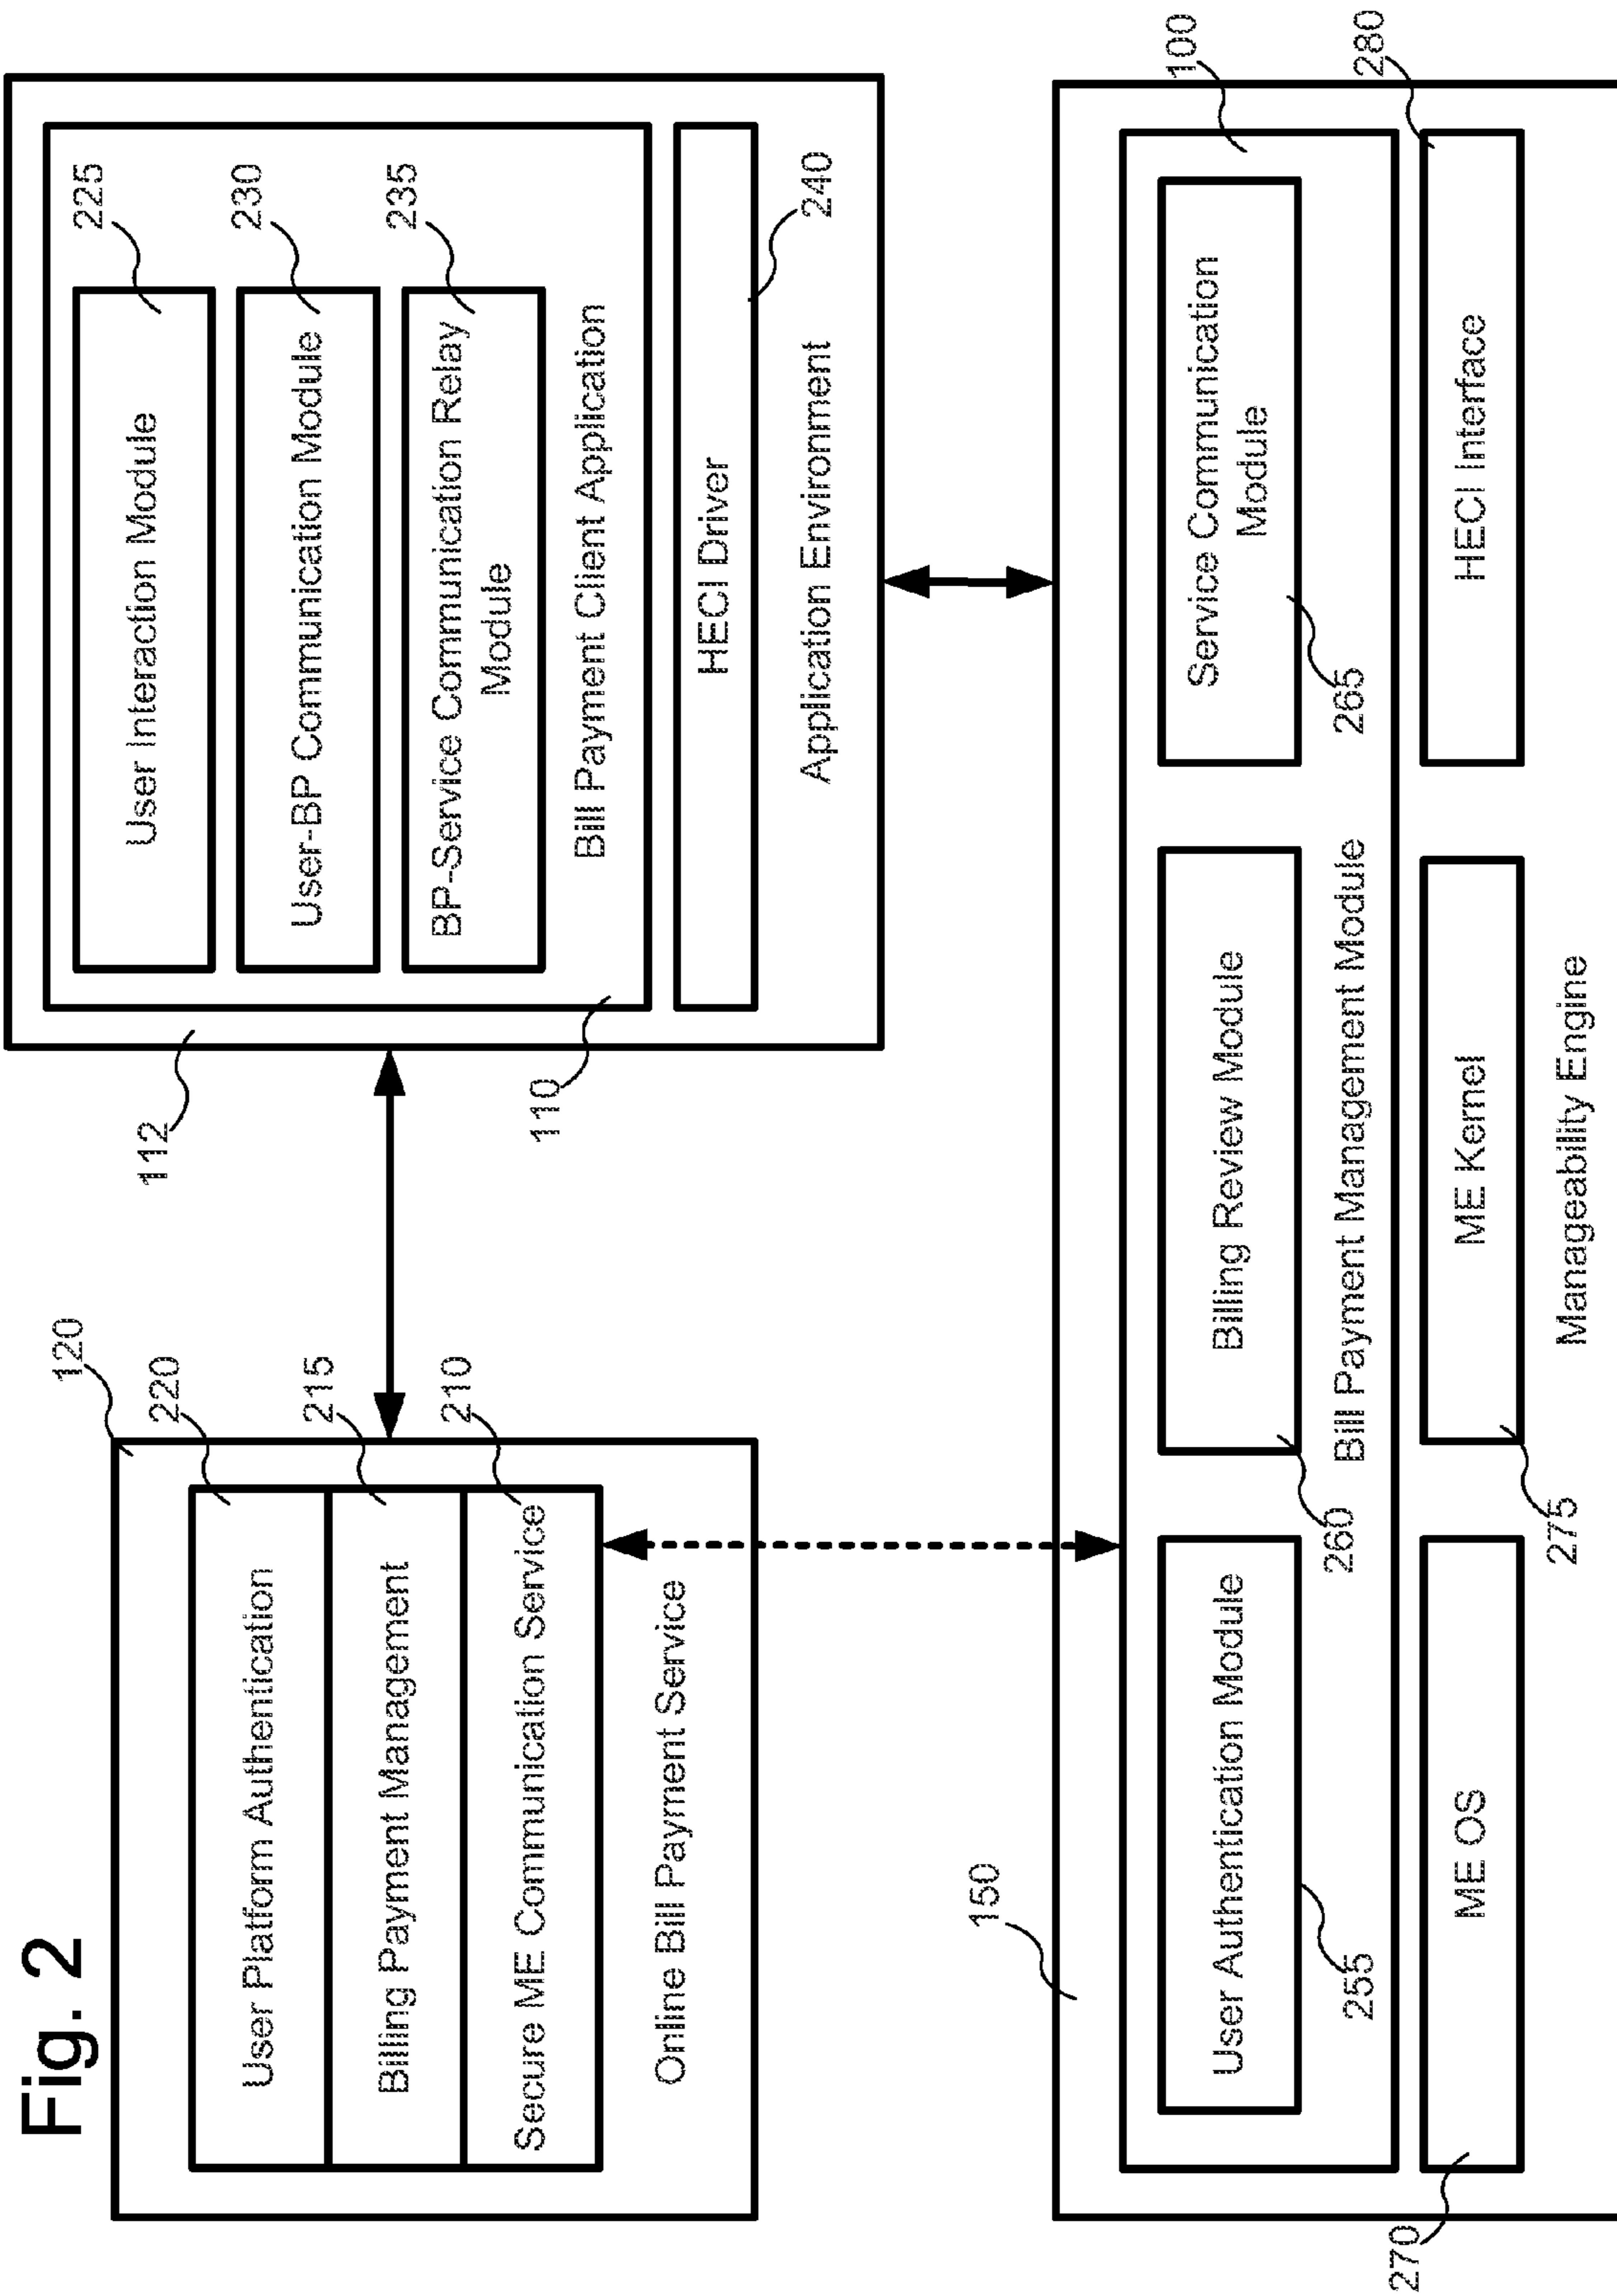 Fig. 2
120
User Platform Authentication
220
Billing Payment Management
215
Secure ME Communication Service
210
Online Bill Payment Service
112
110
User Interaction Module
225
User-BP Communication Module
230
BP-Service Communication Relay
Module
235
Bill Payment Client Application
HECI Driver
240
Application Environment
150
100
User Authentication Module
255
Billing Review Module
260
Service Communication
Module
265
Bill Payment Management Module
ME OS
270
ME Kernel
275
HECI Interface
280
Manageability Engine